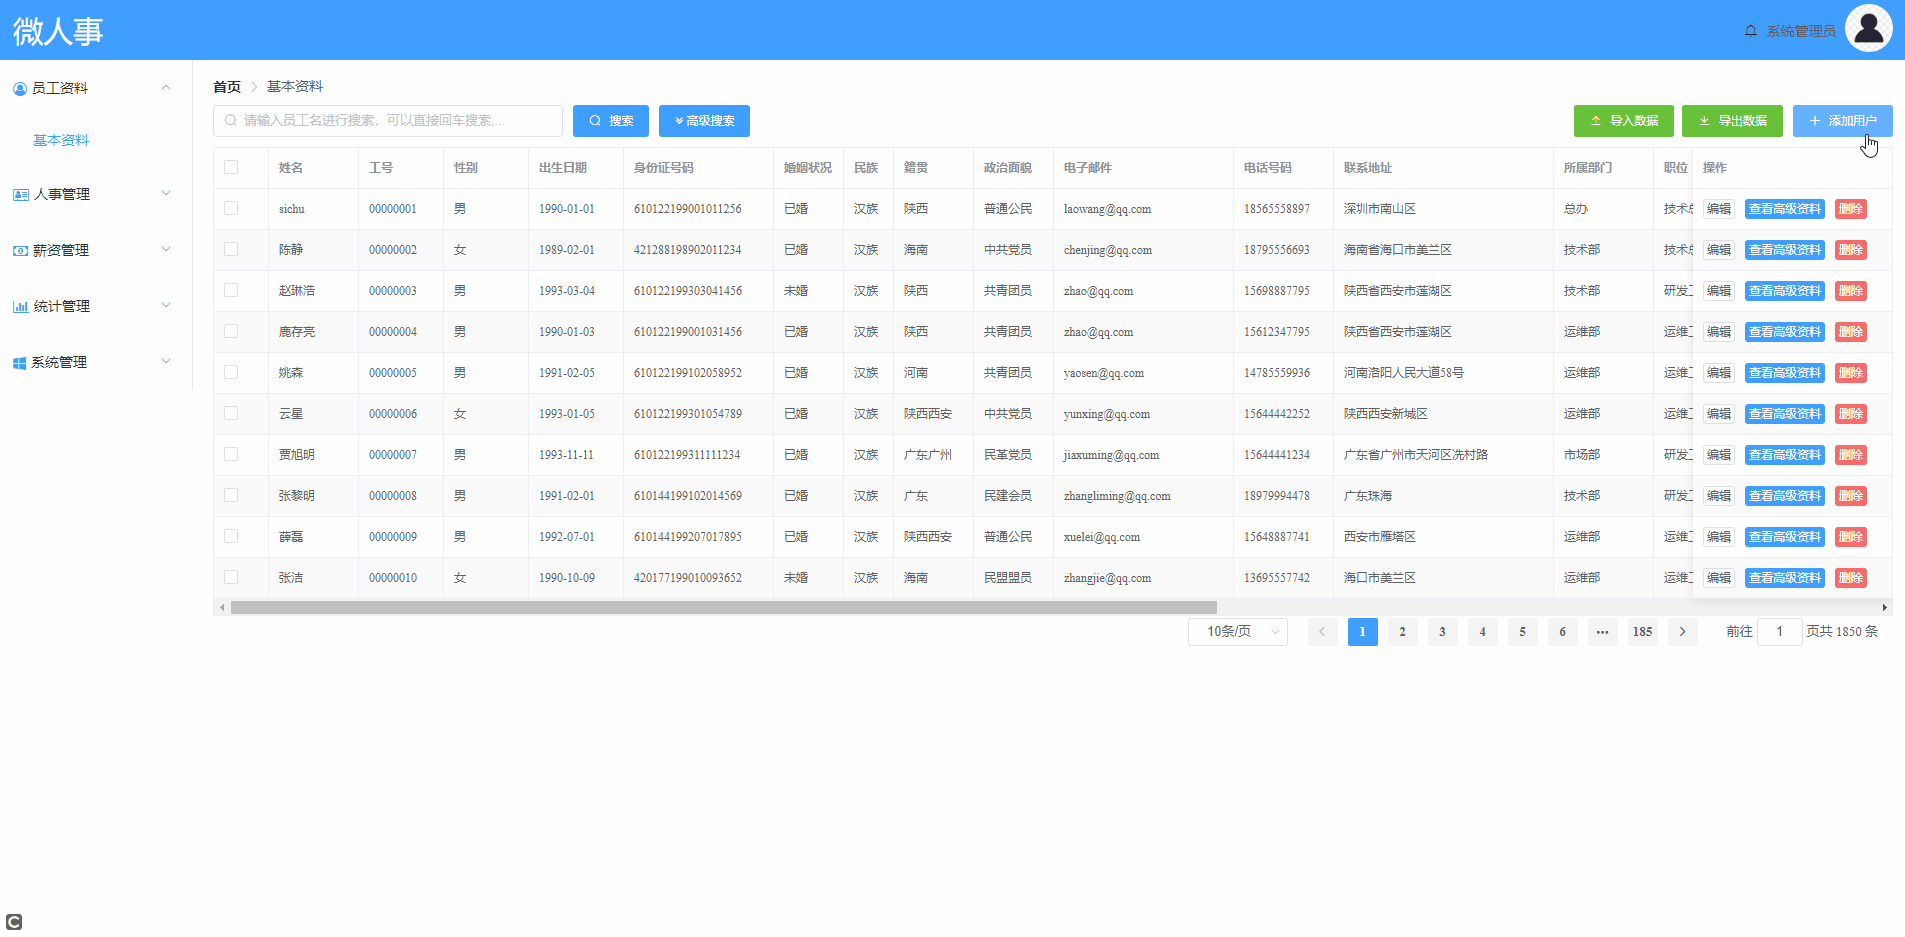 微人事
系统管理员
员工资料
基本资料
人事管理
薪资管理
统计管理
系统管理
首页 基本资料
请输入员工名进行搜索，可以直接回车搜索... 搜索 高级搜索 导入数据 导出数据 添加用户
姓名 工号 性别 出生日期 身份证号码 婚姻状况 民族 籍贯 政治面貌 电子邮件 电话号码 联系地址 所属部门 职位 操作
sichu 00000001 男 1990-01-01 610122199001011256 已婚 汉族 陕西 普通公民 laowang@qq.com 18565558897 深圳市南山区 总办 技术总 编辑 查看高级资料 删除
陈静 00000002 女 1989-02-01 421288198902011234 已婚 汉族 海南 中共党员 chenjing@qq.com 18795556693 海南省海口市美兰区 技术部 技术总 编辑 查看高级资料 删除
赵琳浩 00000003 男 1993-03-04 610122199303041456 未婚 汉族 陕西 共青团员 zhao@qq.com 15698887795 陕西省西安市莲湖区 技术部 研发工 编辑 查看高级资料 删除
鹿存亮 00000004 男 1990-01-03 610122199001031456 已婚 汉族 陕西 共青团员 zhao@qq.com 15612347795 陕西省西安市莲湖区 运维部 运维工 编辑 查看高级资料 删除
姚森 00000005 男 1991-02-05 610122199102058952 已婚 汉族 河南 共青团员 yaosen@qq.com 14785559936 河南洛阳人民大道58号 运维部 运维工 编辑 查看高级资料 删除
云星 00000006 女 1993-01-05 610122199301054789 已婚 汉族 陕西西安 中共党员 yunxing@qq.com 15644442252 陕西西安新城区 运维部 运维工 编辑 查看高级资料 删除
贾旭明 00000007 男 1993-11-11 610122199311111234 已婚 汉族 广东广州 民革党员 jiaxuming@qq.com 15644441234 广东省广州市天河区冼村路 市场部 研发工 编辑 查看高级资料 删除
张黎明 00000008 男 1991-02-01 610144199102014569 已婚 汉族 广东 民建会员 zhangliming@qq.com 18979994478 广东珠海 技术部 研发工 编辑 查看高级资料 删除
薛磊 00000009 男 1992-07-01 610144199207017895 已婚 汉族 陕西西安 普通公民 xuelei@qq.com 15648887741 西安市雁塔区 运维部 运维工 编辑 查看高级资料 删除
张洁 00000010 女 1990-10-09 420177199010093652 未婚 汉族 海南 民盟盟员 zhangjie@qq.com 13695557742 海口市美兰区 运维部 运维工 编辑 查看高级资料 删除
10条/页 1 2 3 4 5 6 ••• 185 前往 1 页共 1850 条